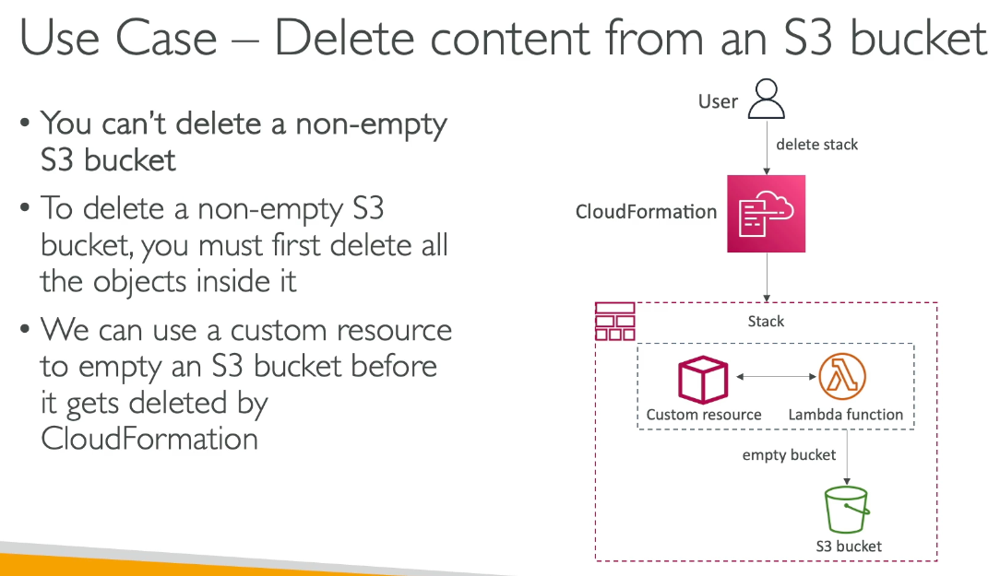 Use Case – Delete content from an S3 bucket
• You can't delete a non-empty
S3 bucket
• To delete a non-empty S3
bucket, you must first delete all
the objects inside it
• We can use a custom resource
to empty an S3 bucket before
it gets deleted by
CloudFormation
User
delete stack
CloudFormation
Stack
Custom resource
Lambda function
empty bucket
S3 bucket